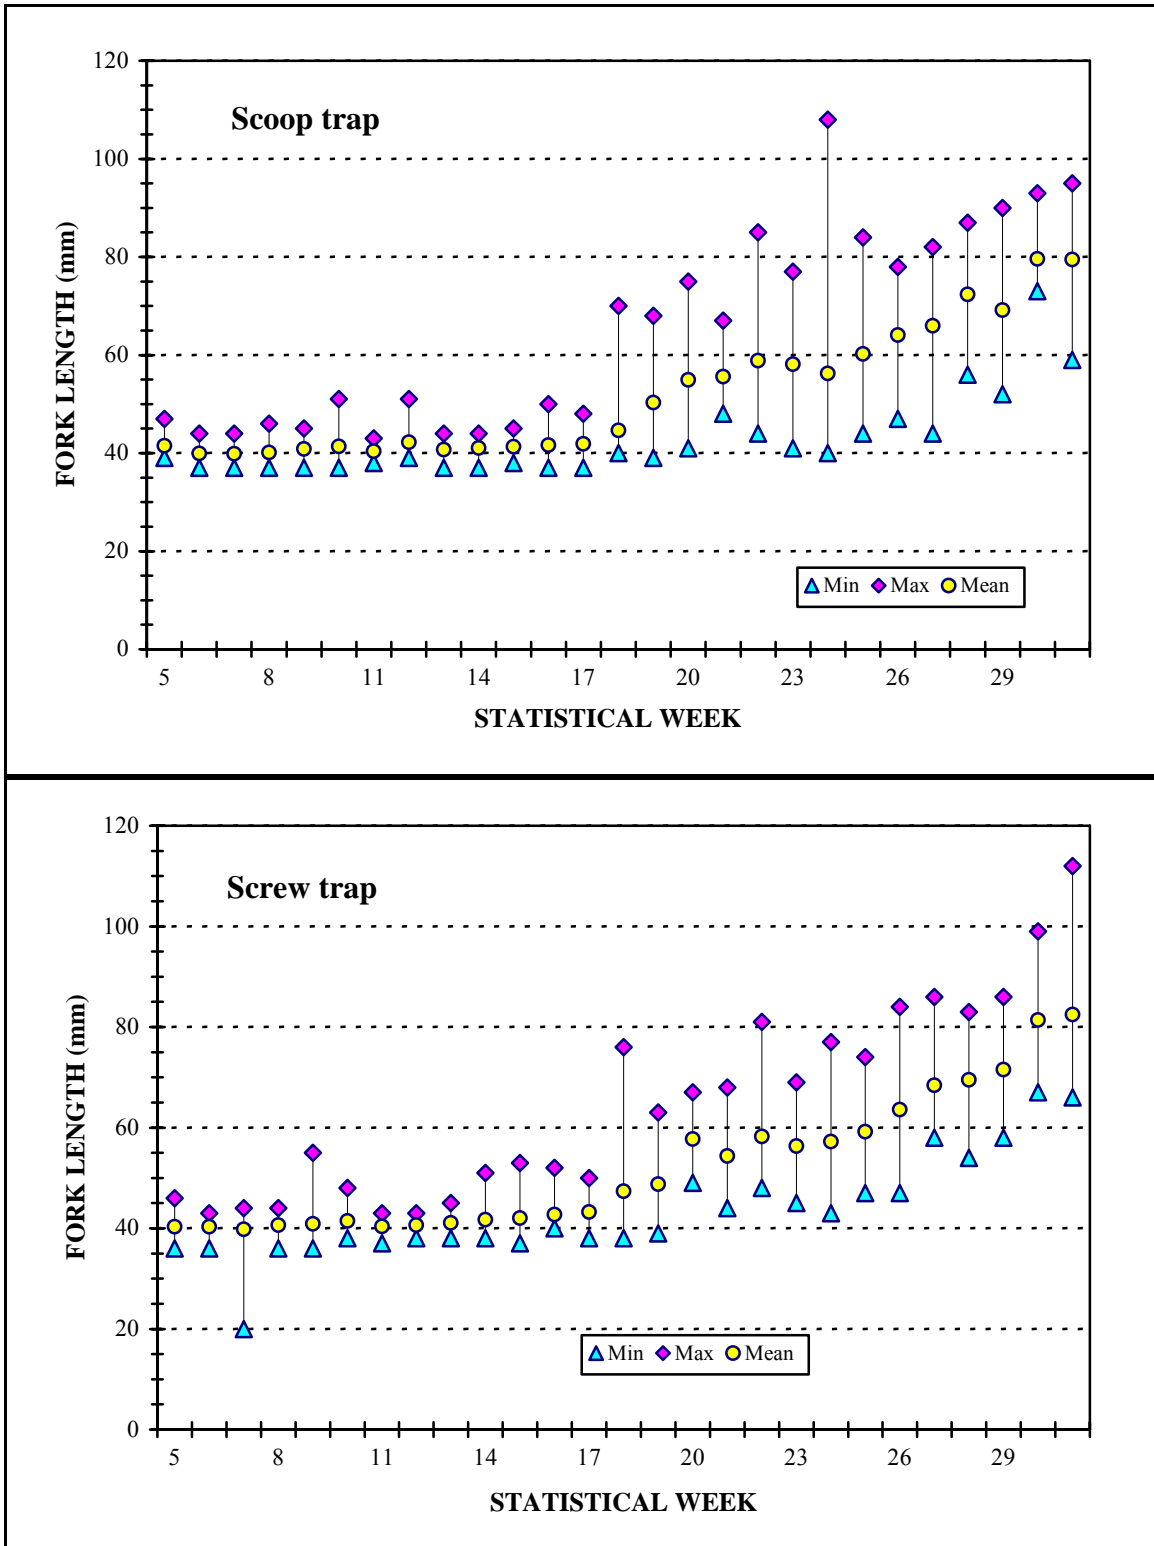 120
Scoop trap
100
80
60
40
20
0
FORK LENGTH (mm)
Min Max Mean
5 8 11 14 17 20 23 26 29
STATISTICAL WEEK
120
Screw trap
100
80
60
40
20
0
FORK LENGTH (mm)
Min Max Mean
5 8 11 14 17 20 23 26 29
STATISTICAL WEEK